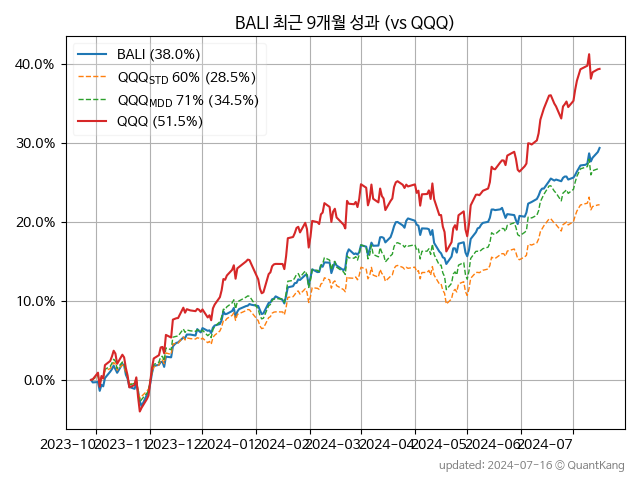 BALI 최근 9개월 성과 (vs QQQ)
BALI (38.0%)
QQQSTD 60% (28.5%)
QQQMDD 71% (34.5%)
QQQ (51.5%)
40.0%
30.0%
20.0%
10.0%
0.0%
2023-10 2023-11 2023-12 2024-01 2024-02 2024-03 2024-04 2024-05 2024-06 2024-07
updated: 2024-07-16 © QuantKang